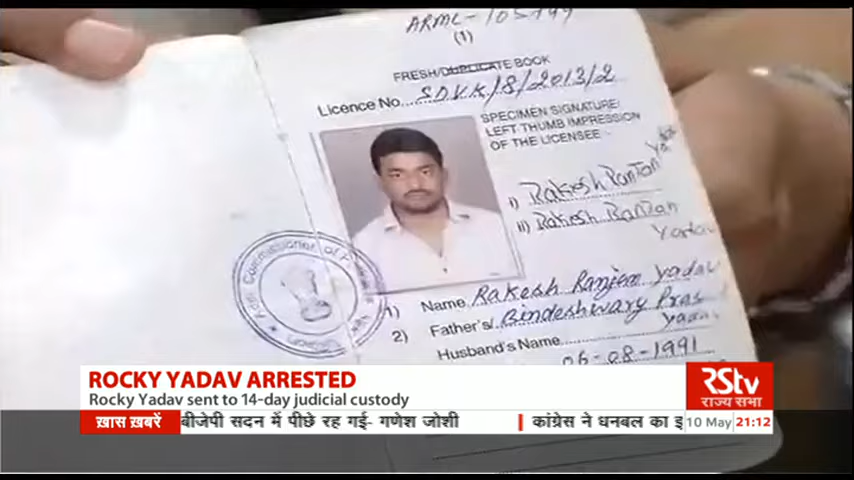 ARML-105799
(1)
FRESH/DUPLICATE BOOK
Licence No. SDVK/8/2013/2
SPECIMEN SIGNATURE/
LEFT THUMB IMPRESSION
OF THE LICENSEE
i) Rakesh Ranjan Yadav
ii) Rakesh Ranjan
Yadav
1) Name Rakesh Ranjan Yadav
2) Father's/ Bindeshwary Pras
Yadav
Husband's Name
06-08-1991
ROCKY YADAV ARRESTED
Rocky Yadav sent to 14-day judicial custody
RStv
राज्य सभा
ख़ास ख़बरें बीजेपी सदन में पीछे रह गई- गणेश जोशी कांग्रेस ने धनबल का इ 10 May 21:12